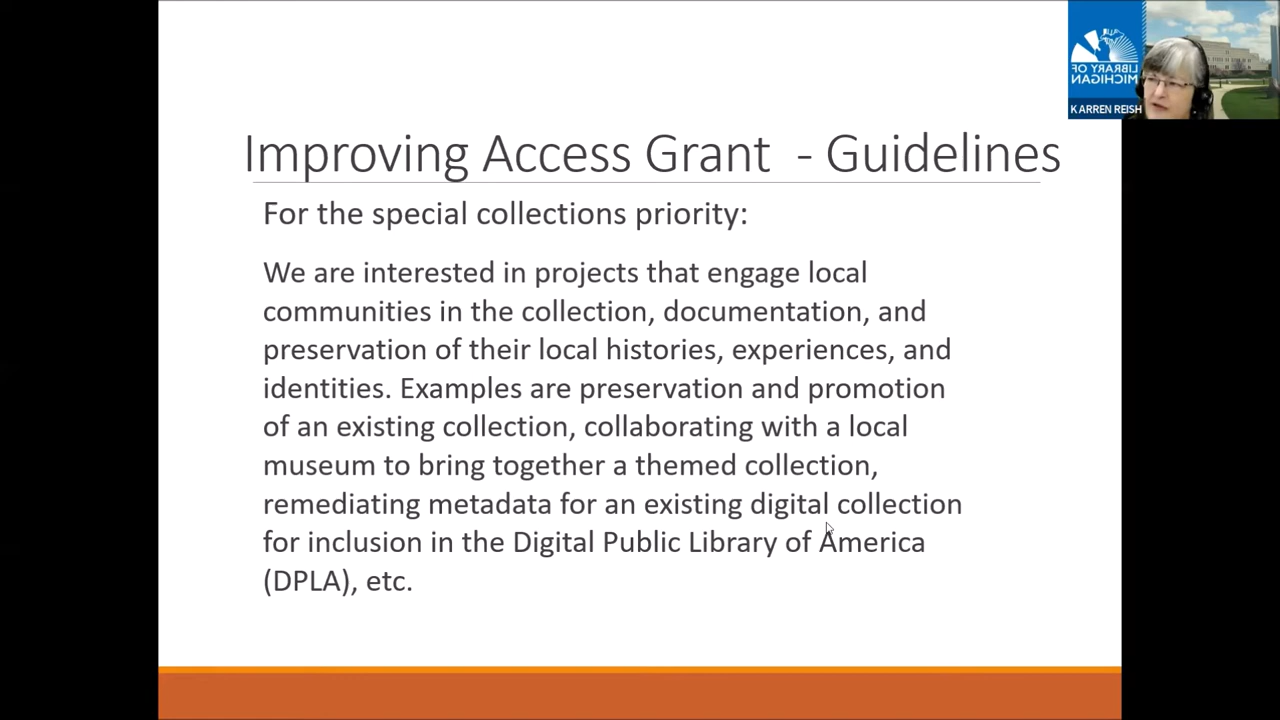 LIBRARY OF
MICHIGAN
KARREN REISH
Improving Access Grant - Guidelines
For the special collections priority:
We are interested in projects that engage local
communities in the collection, documentation, and
preservation of their local histories, experiences, and
identities. Examples are preservation and promotion
of an existing collection, collaborating with a local
museum to bring together a themed collection,
remediating metadata for an existing digital collection
for inclusion in the Digital Public Library of America
(DPLA), etc.